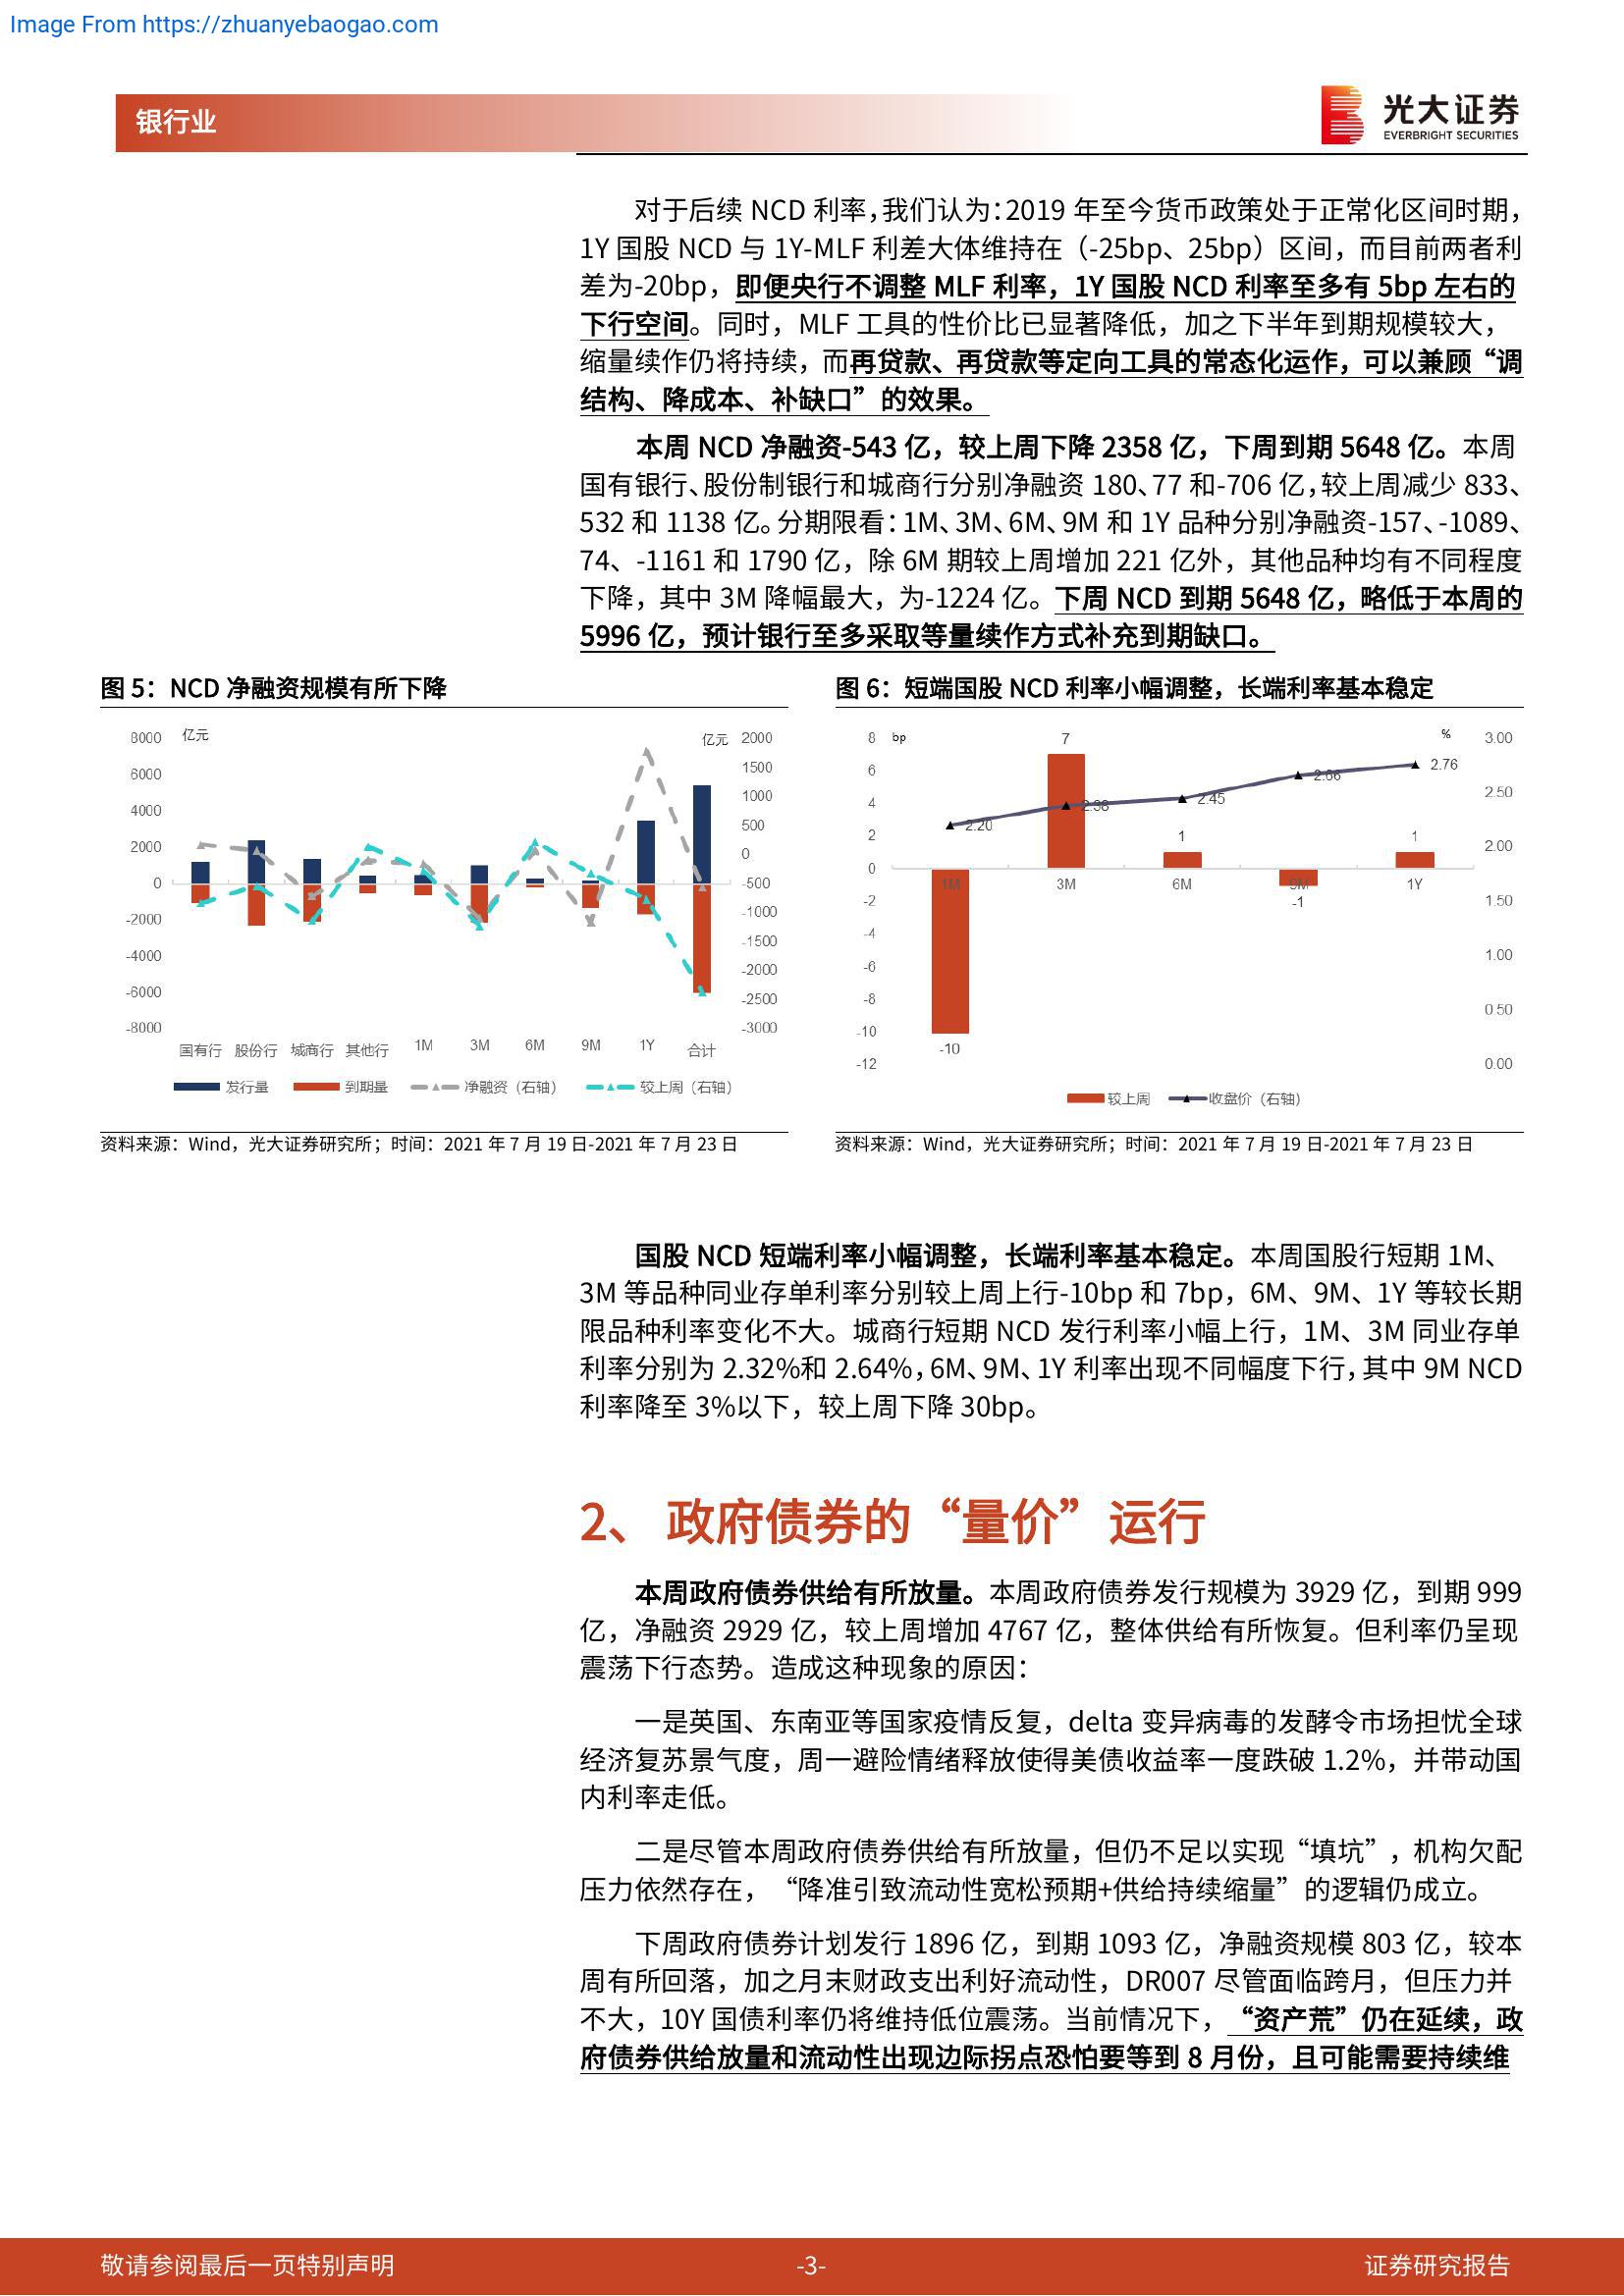 Image From https://zhuanyebaogao.com
银行业
光大证券
EVERBRIGHT SECURITIES
对于后续 NCD 利率，我们认为：2019 年至今货币政策处于正常化区间时期，
1Y 国股 NCD 与 1Y-MLF 利差大体维持在（-25bp、25bp）区间，而目前两者利
差为-20bp，即便央行不调整 MLF 利率，1Y 国股 NCD 利率至多有 5bp 左右的
下行空间。同时，MLF 工具的性价比已显著降低，加之下半年到期规模较大，
缩量续作仍将持续，而再贷款、再贷款等定向工具的常态化运作，可以兼顾“调
结构、降成本、补缺口”的效果。
本周 NCD 净融资-543 亿，较上周下降 2358 亿，下周到期 5648 亿。本周
国有银行、股份制银行和城商行分别净融资 180、77 和-706 亿，较上周减少 833、
532 和 1138 亿。分期限看：1M、3M、6M、9M 和 1Y 品种分别净融资-157、-1089、
74、-1161 和 1790 亿，除 6M 期较上周增加 221 亿外，其他品种均有不同程度
下降，其中 3M 降幅最大，为-1224 亿。下周 NCD 到期 5648 亿，略低于本周的
5996 亿，预计银行至多采取等量续作方式补充到期缺口。
图 5：NCD 净融资规模有所下降
8000
6000
4000
2000
0
-2000
-4000
-6000
-8000
亿元
亿元
2000
1500
1000
500
0
-500
-1000
-1500
-2000
-2500
-3000
国有行 股份行 城商行 其他行 1M 3M 6M 9M 1Y 合计
发行量 到期量 净融资（右轴） 较上周（右轴）
资料来源：Wind，光大证券研究所；时间：2021 年 7 月 19 日-2021 年 7 月 23 日
图 6：短端国股 NCD 利率小幅调整，长端利率基本稳定
8
6
4
2
0
-2
-4
-6
-8
-10
-12
bp
%
3.00
2.50
2.00
1.50
1.00
0.50
0.00
7
2.20
2.38
2.45
2.66
2.76
1
1
1M 3M 6M 9M 1Y
-1
-10
较上周 收盘价（右轴）
资料来源：Wind，光大证券研究所；时间：2021 年 7 月 19 日-2021 年 7 月 23 日
国股 NCD 短端利率小幅调整，长端利率基本稳定。本周国股行短期 1M、
3M 等品种同业存单利率分别较上周上行-10bp 和 7bp，6M、9M、1Y 等较长期
限品种利率变化不大。城商行短期 NCD 发行利率小幅上行，1M、3M 同业存单
利率分别为 2.32%和 2.64%，6M、9M、1Y 利率出现不同幅度下行，其中 9M NCD
利率降至 3%以下，较上周下降 30bp。
2、 政府债券的“量价”运行
本周政府债券供给有所放量。本周政府债券发行规模为 3929 亿，到期 999
亿，净融资 2929 亿，较上周增加 4767 亿，整体供给有所恢复。但利率仍呈现
震荡下行态势。造成这种现象的原因：
一是英国、东南亚等国家疫情反复，delta 变异病毒的发酵令市场担忧全球
经济复苏景气度，周一避险情绪释放使得美债收益率一度跌破 1.2%，并带动国
内利率走低。
二是尽管本周政府债券供给有所放量，但仍不足以实现“填坑”，机构欠配
压力依然存在，“降准引致流动性宽松预期+供给持续缩量”的逻辑仍成立。
下周政府债券计划发行 1896 亿，到期 1093 亿，净融资规模 803 亿，较本
周有所回落，加之月末财政支出利好流动性，DR007 尽管面临跨月，但压力并
不大，10Y 国债利率仍将维持低位震荡。当前情况下，“资产荒”仍在延续，政
府债券供给放量和流动性出现边际拐点恐怕要等到 8 月份，且可能需要持续维
敬请参阅最后一页特别声明
-3-
证券研究报告